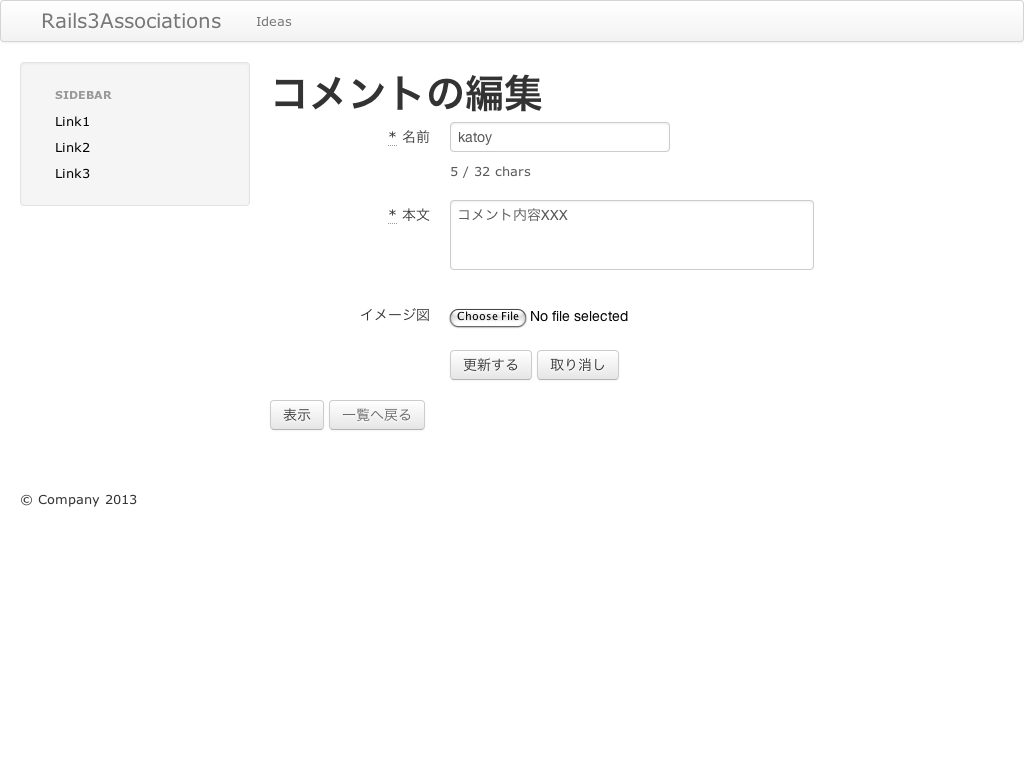 Rails3Associations Ideas
SIDEBAR
Link1
Link2
Link3
コメントの編集
* 名前 katoy
5 / 32 chars
* 本文 コメント内容XXX
イメージ図 Choose File No file selected
更新する 取り消し
表示 一覧へ戻る
© Company 2013